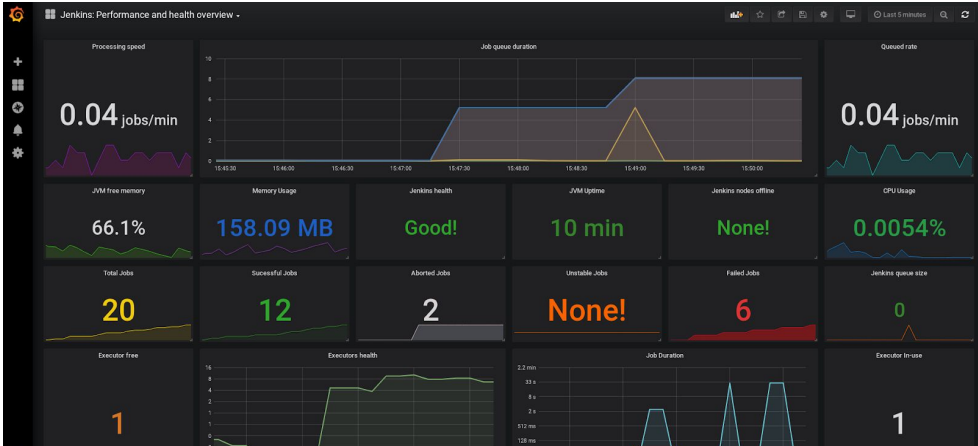 Jenkins: Performance and health overview
Last 5 minutes
Processing speed
0.04 jobs/min
Job queue duration
10
8
6
4
2
0
15:45:30 15:46:00 15:46:30 15:47:00 15:47:30 15:48:00 15:48:30 15:49:00 15:49:30 15:50:00
Queued rate
0.04 jobs/min
JVM free memory
66.1%
Memory Usage
158.09 MB
Jenkins health
Good!
JVM Uptime
10 min
Jenkins nodes offline
None!
CPU Usage
0.0054%
Total Jobs
20
Sucessful Jobs
12
Aborted Jobs
2
Unstable Jobs
None!
Failed Jobs
6
Jenkins queue size
0
Executor free
1
Executors health
16
8
4
2
1
1
0
Job Duration
2.2 min
33 s
8 s
2 s
512 ms
128 ms
Executor In-use
1